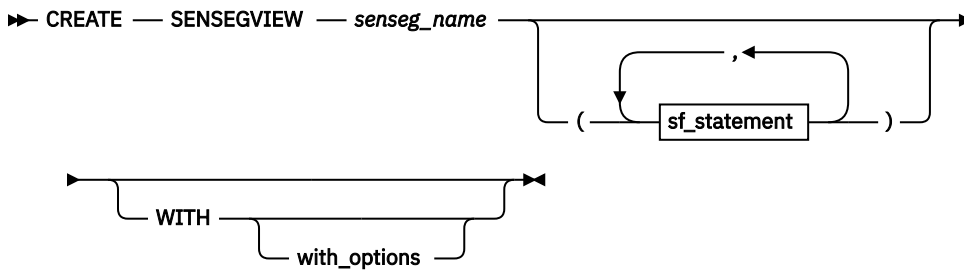 CREATE SENSEGVIEW senseg_name
,
( sf_statement )
WITH
with_options